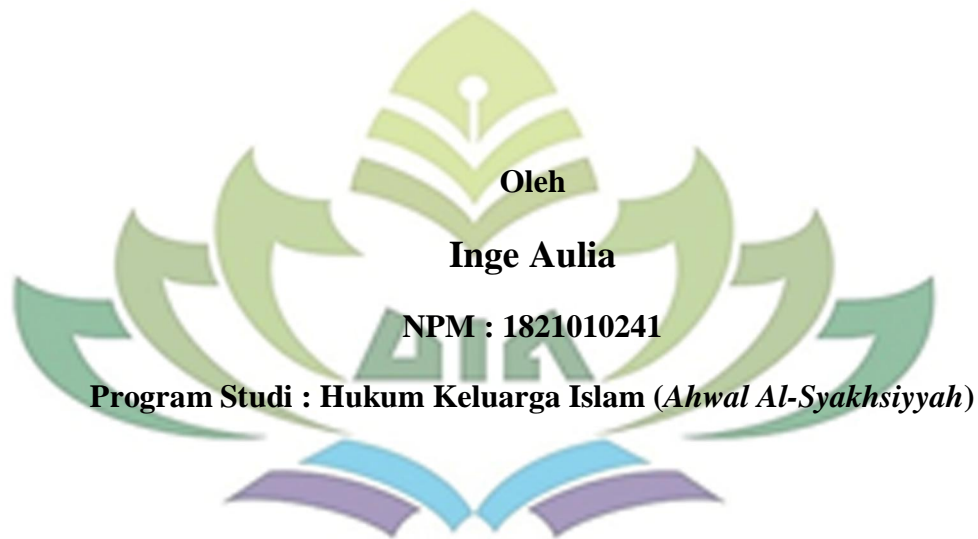 Oleh
Inge Aulia
NPM : 1821010241
Program Studi : Hukum Keluarga Islam (Ahwal Al-Syakhsiyyah)